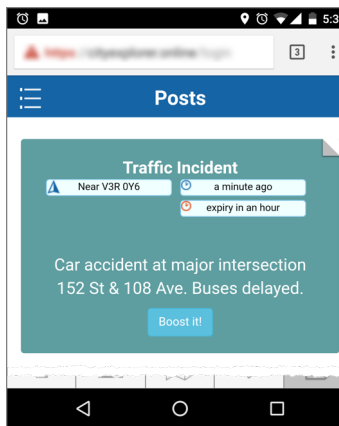 5:3
3
Posts
Traffic Incident
Near V3R 0Y6
a minute ago
expiry in an hour
Car accident at major intersection
152 St & 108 Ave. Buses delayed.
Boost it!